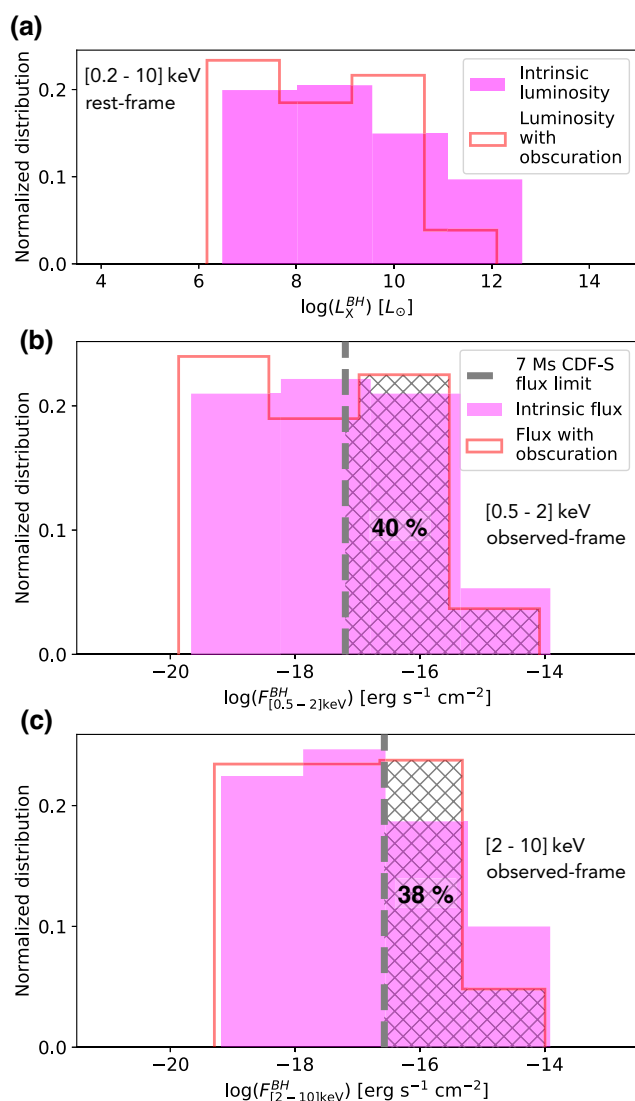 (a)
[0.2 - 10] keV
rest-frame
Intrinsic
luminosity
Luminosity
with
obscuration
Normalized distribution
0.2
0.1
0.0
4 6 8 10 12 14
log(L_X^{BH}) [L_⊙]
(b)
7 Ms CDF-S
flux limit
Intrinsic flux
Flux with
obscuration
[0.5 - 2] keV
observed-frame
40 %
Normalized distribution
0.2
0.1
0.0
−20 −18 −16 −14
log(F^{BH}_{[0.5−2]keV}) [erg s⁻¹ cm⁻²]
(c)
[2 - 10] keV
observed-frame
38 %
Normalized distribution
0.2
0.1
0.0
−20 −18 −16 −14
log(F^{BH}_{[2−10]keV}) [erg s⁻¹ cm⁻²]